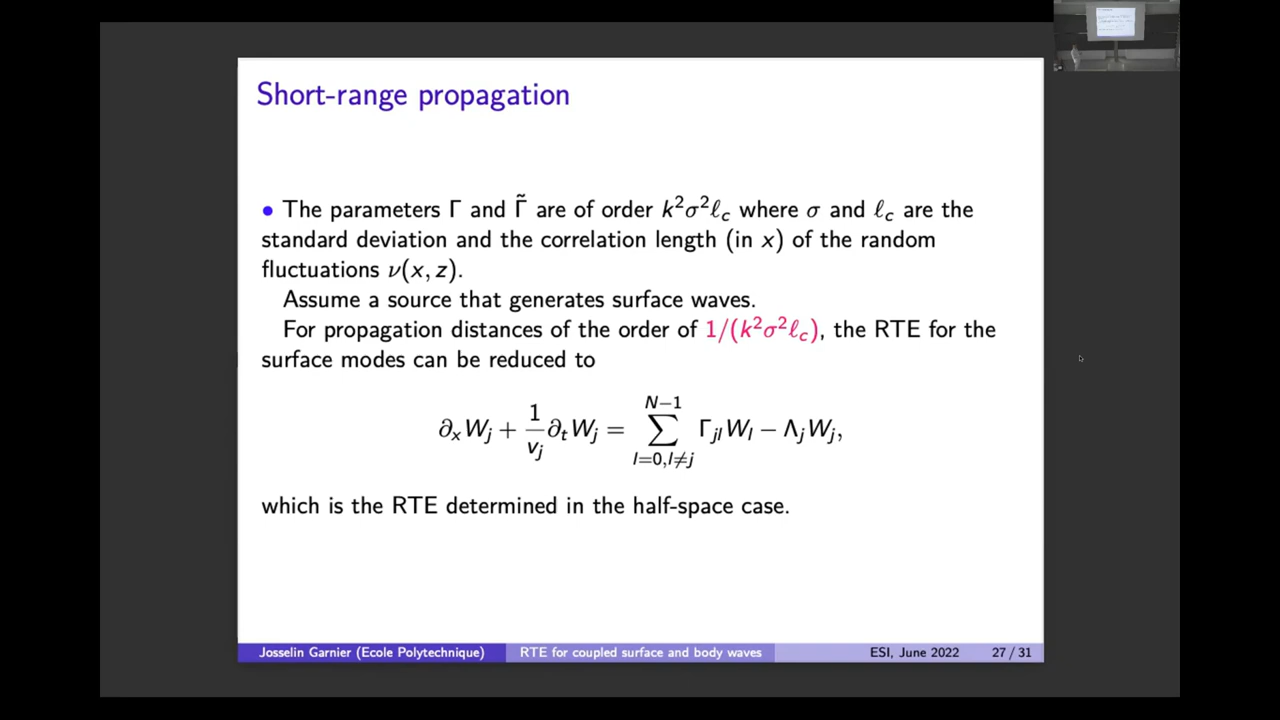 Short-range propagation
• The parameters Γ and Γ̃ are of order k²σ²ℓ_c where σ and ℓ_c are the
standard deviation and the correlation length (in x) of the random
fluctuations ν(x, z).
Assume a source that generates surface waves.
For propagation distances of the order of 1/(k²σ²ℓ_c), the RTE for the
surface modes can be reduced to
∂_x W_j + 1/v_j ∂_t W_j = ∑_{l=0,l≠j}^{N−1} Γ_{jl} W_l − Λ_j W_j,
which is the RTE determined in the half-space case.
Josselin Garnier (Ecole Polytechnique) RTE for coupled surface and body waves ESI, June 2022 27 / 31